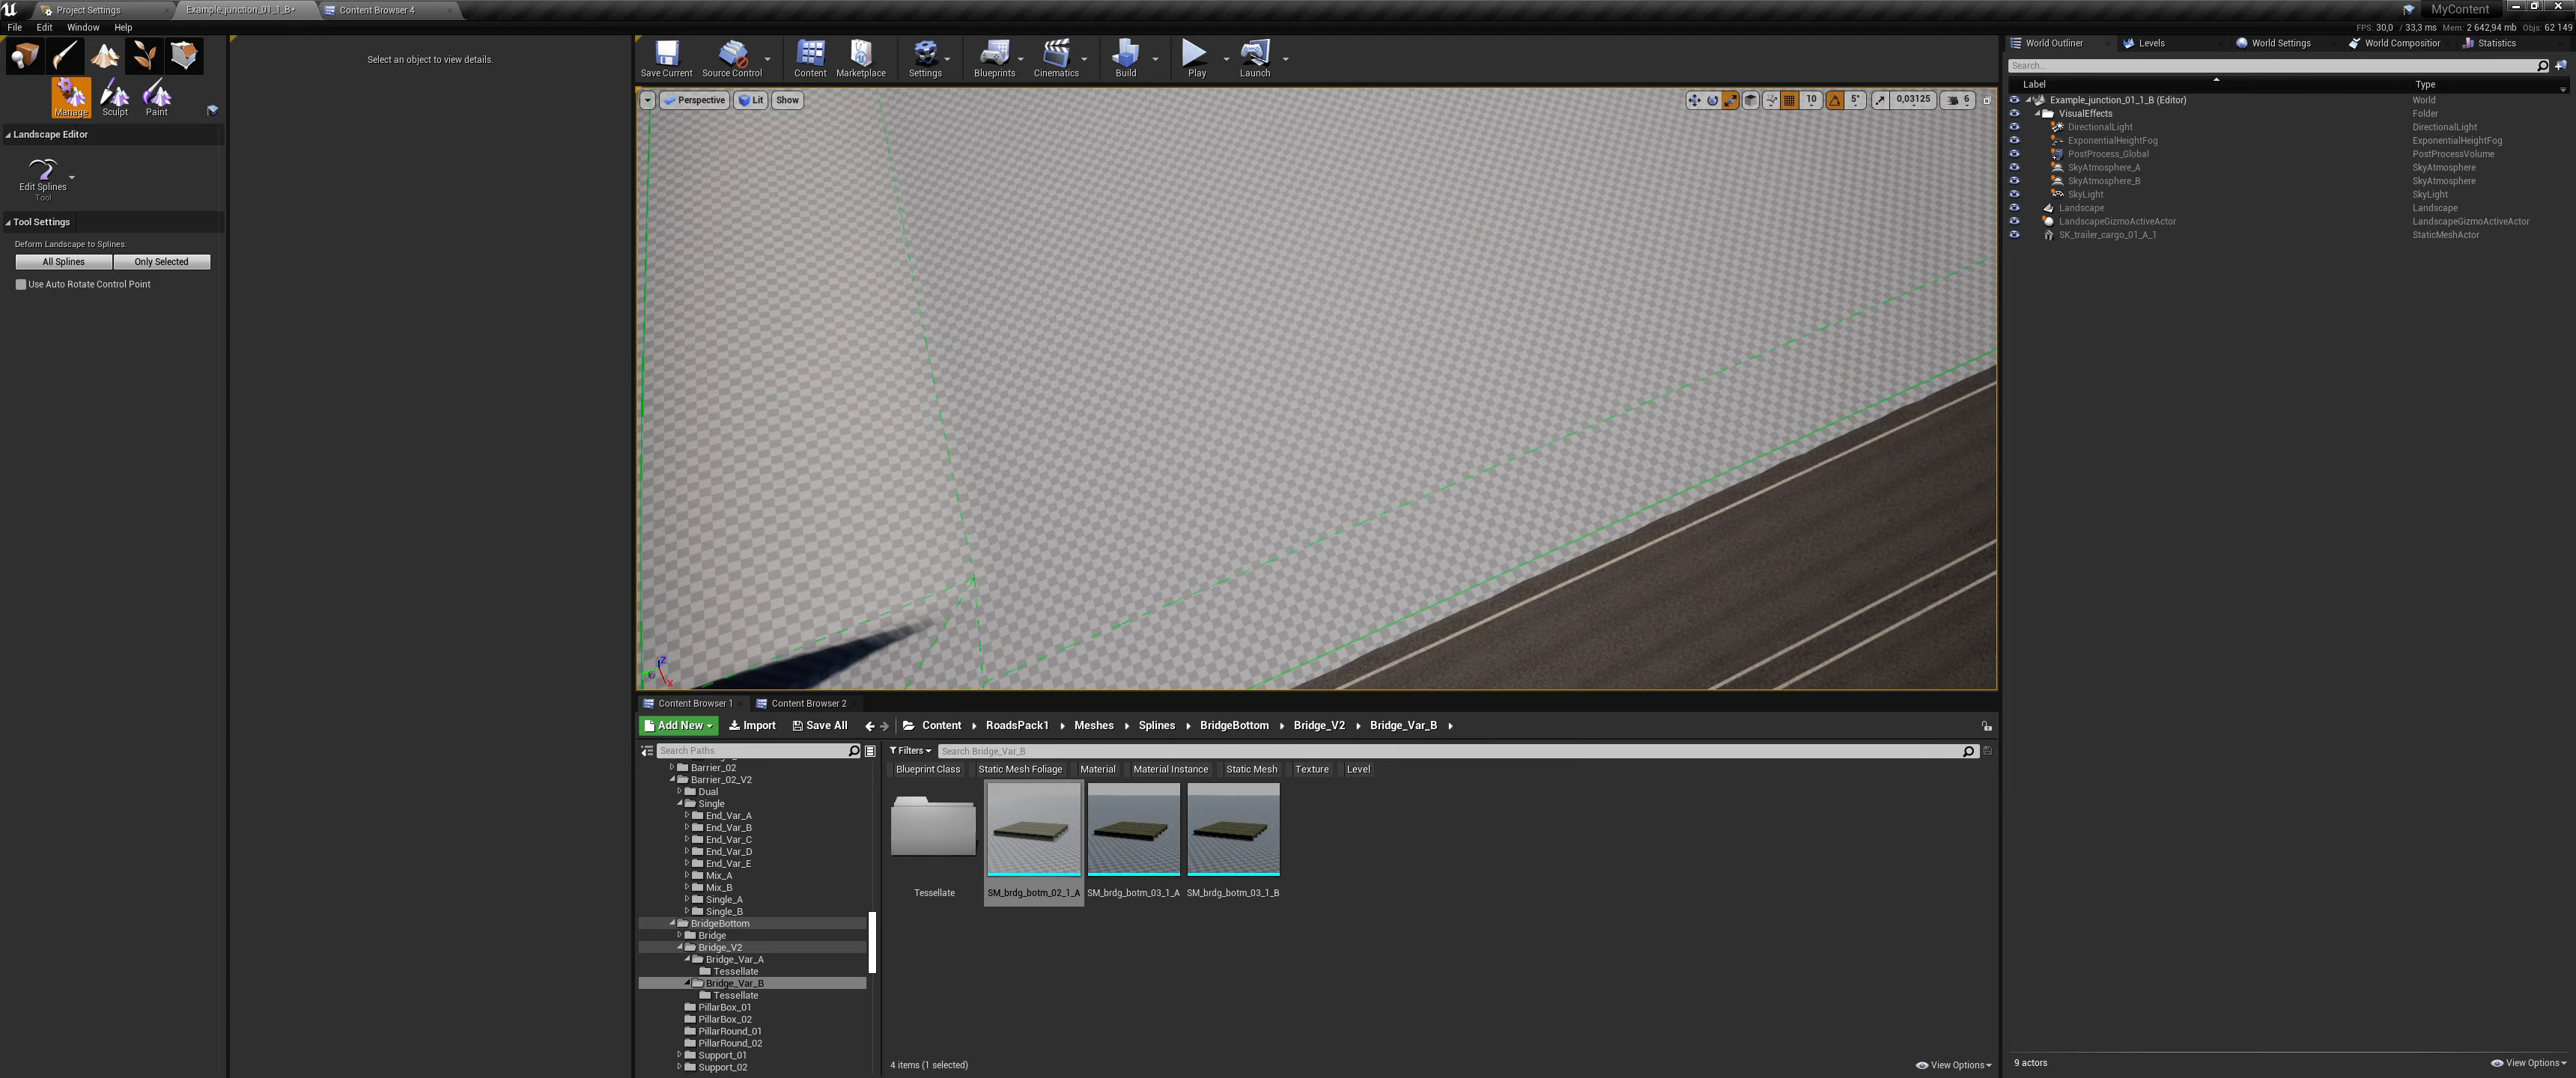 Project Settings
Example_junction_01_1_B*
Content Browser 4
MyContent
File Edit Window Help
FPS: 30,0 / 33,3 ms Mem: 2 642,94 mb Objs: 62 149
Manage Sculpt Paint
Landscape Editor
Edit Splines
Tool
Tool Settings
Deform Landscape to Splines:
All Splines Only Selected
Use Auto Rotate Control Point
Select an object to view details.
Save Current Source Control Content Marketplace Settings Blueprints Cinematics Build Play Launch
Perspective Lit Show
10 5° 0,03125 6
Z
X
Content Browser 1 Content Browser 2
Add New Import Save All Content RoadsPack1 Meshes Splines BridgeBottom Bridge_V2 Bridge_Var_B
Search Paths
Barrier_02
Barrier_02_V2
Dual
Single
End_Var_A
End_Var_B
End_Var_C
End_Var_D
End_Var_E
Mix_A
Mix_B
Single_A
Single_B
BridgeBottom
Bridge
Bridge_V2
Bridge_Var_A
Tessellate
Bridge_Var_B
Tessellate
PillarBox_01
PillarBox_02
PillarRound_01
PillarRound_02
Support_01
Support_02
Filters Search Bridge_Var_B
Blueprint Class Static Mesh Foliage Material Material Instance Static Mesh Texture Level
Tessellate SM_brdg_botm_02_1_A SM_brdg_botm_03_1_A SM_brdg_botm_03_1_B
4 items (1 selected) View Options
World Outliner Levels World Settings World Compositior Statistics
Search...
Label Type
Example_junction_01_1_B (Editor) World
VisualEffects Folder
DirectionalLight DirectionalLight
ExponentialHeightFog ExponentialHeightFog
PostProcess_Global PostProcessVolume
SkyAtmosphere_A SkyAtmosphere
SkyAtmosphere_B SkyAtmosphere
SkyLight SkyLight
Landscape Landscape
LandscapeGizmoActiveActor LandscapeGizmoActiveActor
SK_trailer_cargo_01_A_1 StaticMeshActor
9 actors View Options